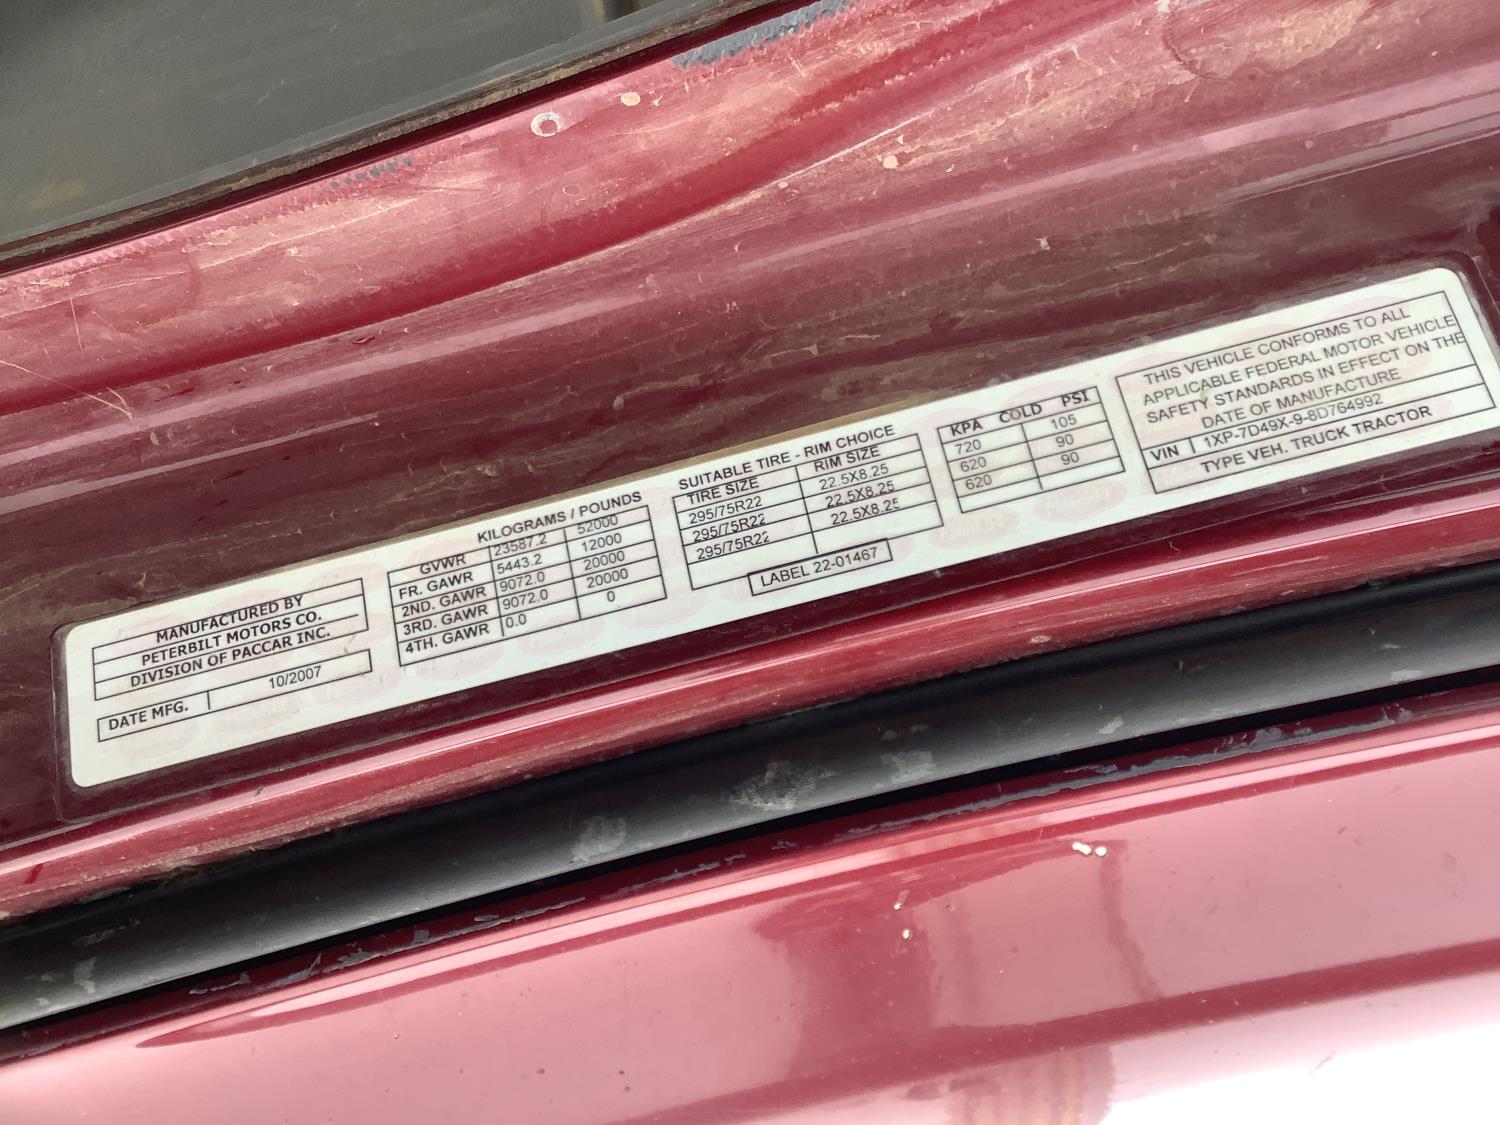 MANUFACTURED BY
PETERBILT MOTORS CO.
DIVISION OF PACCAR INC.
DATE MFG. 10/2007
KILOGRAMS / POUNDS
GVWR 23587.2 52000
FR. GAWR 5443.2 12000
2ND. GAWR 9072.0 20000
3RD. GAWR 9072.0 20000
4TH. GAWR 0.0 0
SUITABLE TIRE - RIM CHOICE
TIRE SIZE RIM SIZE
295/75R22 22.5X8.25
295/75R22 22.5X8.25
295/75R22 22.5X8.25
LABEL 22-01467
KPA COLD PSI
720 105
620 90
620 90
THIS VEHICLE CONFORMS TO ALL
APPLICABLE FEDERAL MOTOR VEHICLE
SAFETY STANDARDS IN EFFECT ON THE
DATE OF MANUFACTURE
VIN 1XP-7D49X-9-8D764992
TYPE VEH. TRUCK TRACTOR